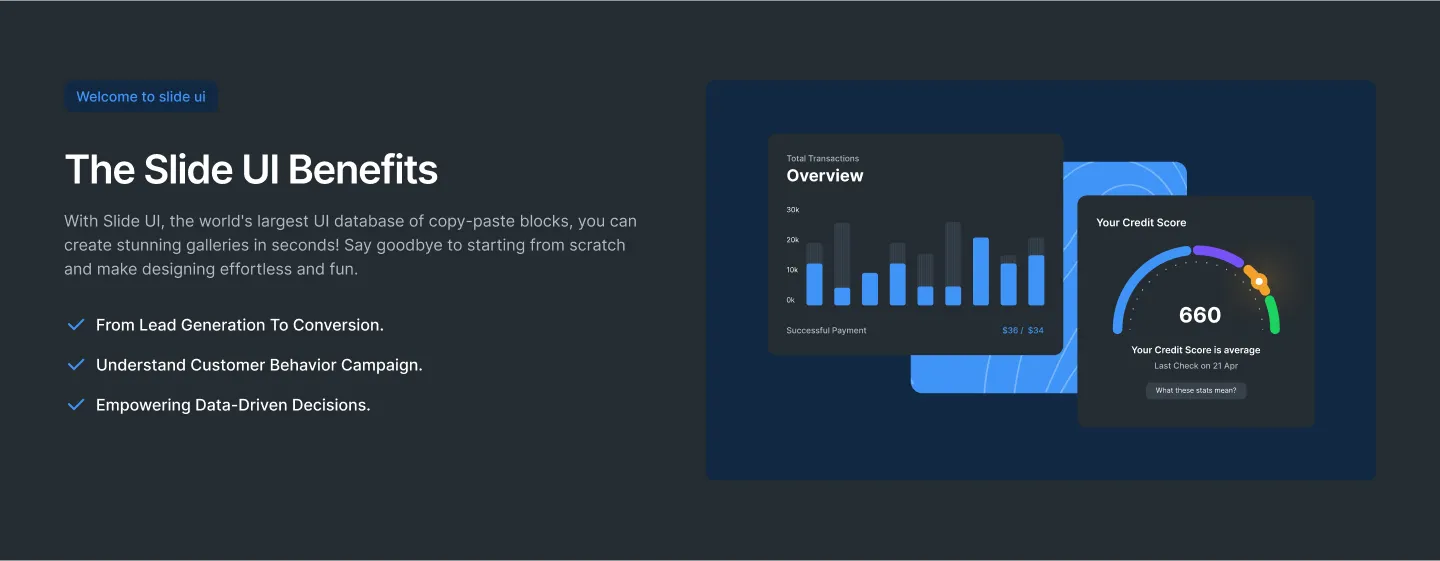 Welcome to slide ui
The Slide UI Benefits
With Slide UI, the world's largest UI database of copy-paste blocks, you can
create stunning galleries in seconds! Say goodbye to starting from scratch
and make designing effortless and fun.
From Lead Generation To Conversion.
Understand Customer Behavior Campaign.
Empowering Data-Driven Decisions.
Total Transactions
Overview
30k
20k
10k
0k
Successful Payment
$36 / $34
Your Credit Score
660
Your Credit Score is average
Last Check on 21 Apr
What these stats mean?